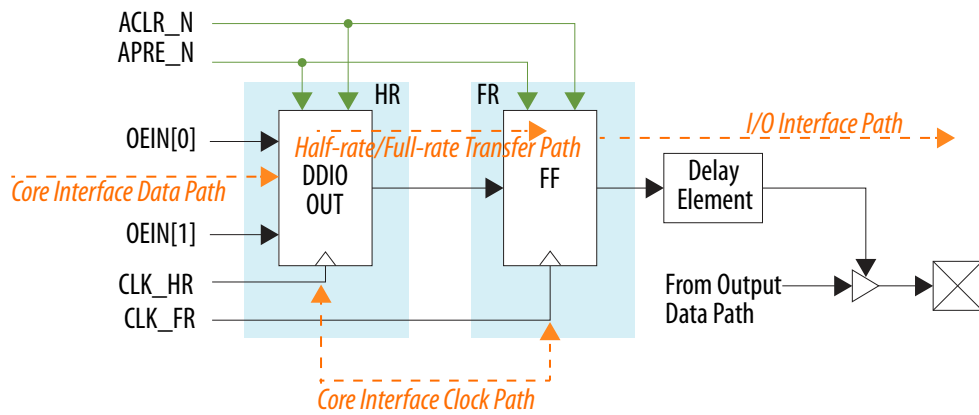 ACLR_N
APRE_N
HR
FR
OEIN[0]
I/O Interface Path
Half-rate/Full-rate Transfer Path
DDIO
OUT
FF
Delay
Element
Core Interface Data Path
OEIN[1]
CLK_HR
CLK_FR
From Output
Data Path
Core Interface Clock Path